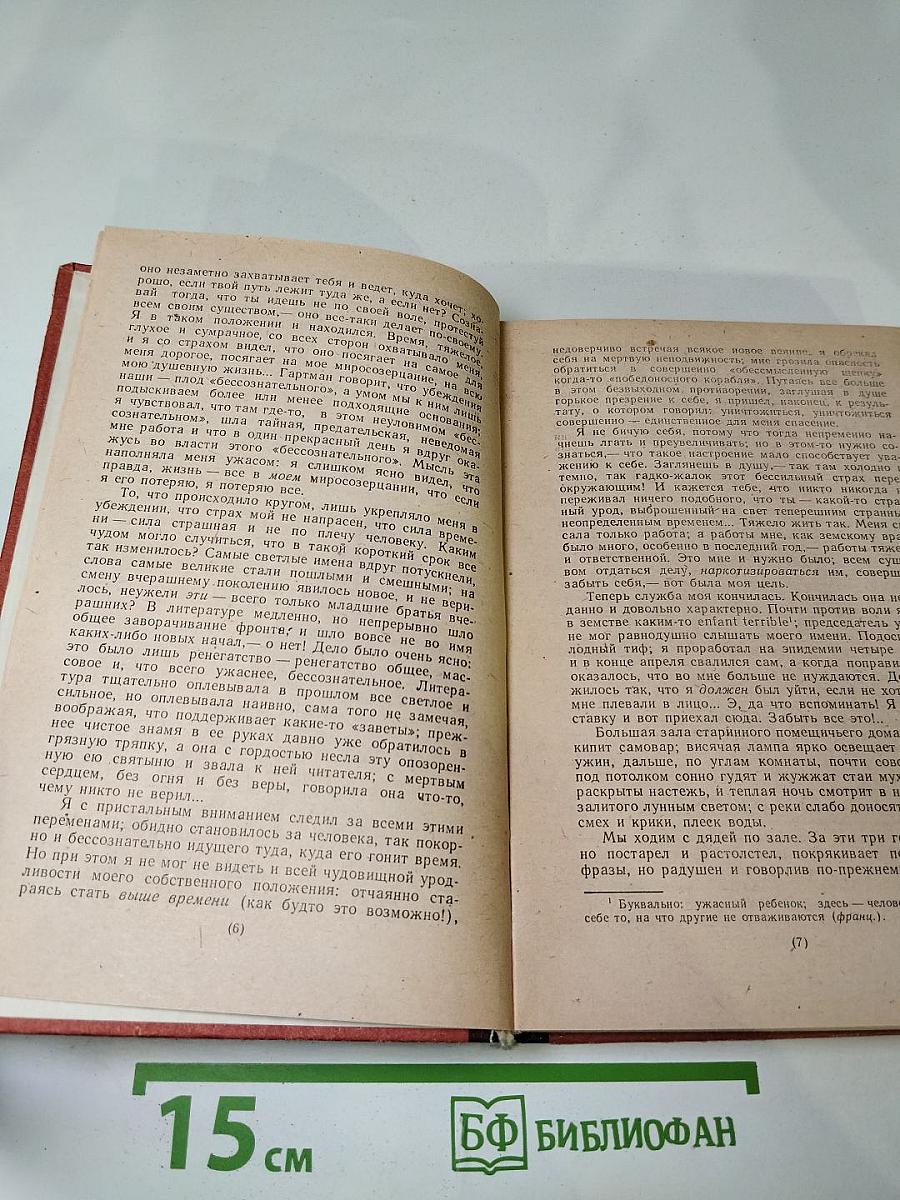 оно незаметно захватывает тебя и ведет, куда хочет; хо-
рошо, если твой путь лежит туда же, а если нет? Созна-
вай тогда, что ты идешь не по своей воле, протестуй
всем своим существом,— оно все-таки делает по-своему.
Я в таком положении и находился. Время, тяжелое,
глухое и сумрачное, со всех сторон охватывало меня,
и я со страхом видел, что оно посягает на самое для
меня дорогое, посягает на мое миросозерцание, на всю
мою душевную жизнь... Гартман говорит, что убеждения
наши — плод «бессознательного», а умом мы к ним лишь
подыскиваем более или менее подходящие основания;
я чувствовал, что там где-то, в этом неуловимом «бес-
сознательном», шла тайная, предательская, неведомая
мне работа и что в один прекрасный день я вдруг ока-
жусь во власти этого «бессознательного». Мысль эта
наполняла меня ужасом: я слишком ясно видел, что
правда, жизнь — все в моем миросозерцании, что если
я его потеряю, я потеряю все.
То, что происходило кругом, лишь укрепляло меня в
убеждении, что страх мой не напрасен, что сила време-
ни — сила страшная и не по плечу человеку. Каким
чудом могло случиться, что в такой короткий срок все
так изменилось? Самые светлые имена вдруг потускнели,
слова самые великие стали пошлыми и смешными; на
смену вчерашнему поколению явилось новое, и не вери-
лось, неужели эти — всего только младшие братья вче-
рашних? В литературе медленно, но непрерывно шло
общее заворачивание фронта, и шло вовсе не во имя
каких-либо новых начал,— о нет! Дело было очень ясно:
это было лишь ренегатство — ренегатство общее, мас-
совое и, что всего ужаснее, бессознательное. Литера-
тура тщательно оплевывала в прошлом все светлое и
сильное, но оплевывала наивно, сама того не замечая,
воображая, что поддерживает какие-то «заветы»; преж-
нее чистое знамя в ее руках давно уже обратилось в
грязную тряпку, а она с гордостью несла эту опозорен-
ную ею святыню и звала к ней читателя; с мертвым
сердцем, без огня и без веры, говорила она что-то,
чему никто не верил...
Я с пристальным вниманием следил за всеми этими
переменами; обидно становилось за человека, так покор-
но и бессознательно идущего туда, куда его гонит время.
Но при этом я не мог не видеть и всей чудовищной урод-
ливости моего собственного положения: отчаянно ста-
раясь стать выше времени (как будто это возможно!),
(6)
недоверчиво встречая всякое новое веяние, я обрекал
себя на мертвую неподвижность; мне грозила опасность
обратиться в совершенно «обессмысленную щепку»
когда-то «победоносного корабля». Путаясь все больше
в этом безвыходном противоречии, заглушая в душе
горькое презрение к себе, я пришел, наконец, к резуль-
тату, о котором говорил: уничтожиться, уничтожиться
совершенно — единственное для меня спасение.
Я не бичую себя, потому что тогда непременно на-
чнешь лгать и преувеличивать; но в этом-то нужно со-
знаться,— что такое настроение мало способствует ува-
жению к себе. Заглянешь в душу,— так там холодно и
темно, так гадко-жалок этот бессильный страх перед
окружающим! И кажется тебе, что никто никогда не
переживал ничего подобного, что ты — какой-то стран
ный урод, выброшенный на свет теперешним странны
неопределенным временем... Тяжело жить так. Меня сп
сала только работа; а работы мне, как земскому вра
было много, особенно в последний год,— работы тяже
и ответственной. Это мне и нужно было; всем сущ
вом отдаться делу, наркотизироваться им, соверш
забыть себя,— вот была моя цель.
Теперь служба моя кончилась. Кончилась она не
данно и довольно характерно. Почти против воли я
в земстве каким-то enfant terrible¹; председатель у
не мог равнодушно слышать моего имени. Подосп
лодный тиф; я проработал на эпидемии четыре
и в конце апреля свалился сам, а когда поправи
оказалось, что во мне больше не нуждаются. Де
жилось так, что я должен был уйти, если не хот
мне плевали в лицо... Э, да что вспоминать! Я
ставку и вот приехал сюда. Забыть все это!..
Большая зала старинного помещичьего дома
кипит самовар; висячая лампа ярко освещает
ужин, дальше, по углам комнаты, почти сово
под потолком сонно гудят и жужжат стаи мух
раскрыты настежь, и теплая ночь смотрит в н
залитого лунным светом; с реки слабо донося
смех и крики, плеск воды.
Мы ходим с дядей по зале. За эти три г
но постарел и растолстел, покрякивает по
фразы, но радушен и говорлив по-прежнем
¹ Буквально: ужасный ребенок; здесь — челове
себе то, на что другие не отваживаются (франц.).
(7)
15 см
БФ БИБЛИОФАН